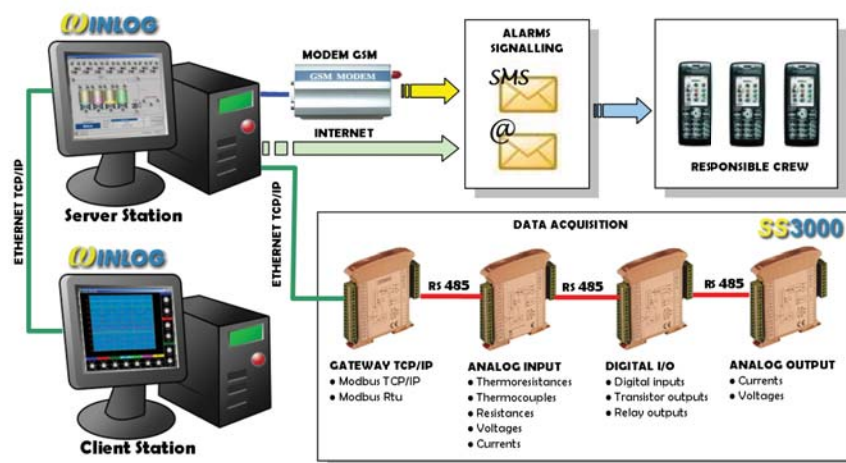 WINLOG
MODEM GSM
GSM MODEM
ALARMS
SIGNALLING
SMS
@
INTERNET
RESPONSIBLE CREW
ETHERNET TCP/IP
Server Station
ETHERNET TCP/IP
WINLOG
Client Station
DATA ACQUISITION
SS3000
RS 485
RS 485
RS 485
GATEWAY TCP/IP
• Modbus TCP/IP
• Modbus Rtu
ANALOG INPUT
• Thermoresistances
• Thermocouples
• Resistances
• Voltages
• Currents
DIGITAL I/O
• Digital inputs
• Transistor outputs
• Relay outputs
ANALOG OUTPUT
• Currents
• Voltages